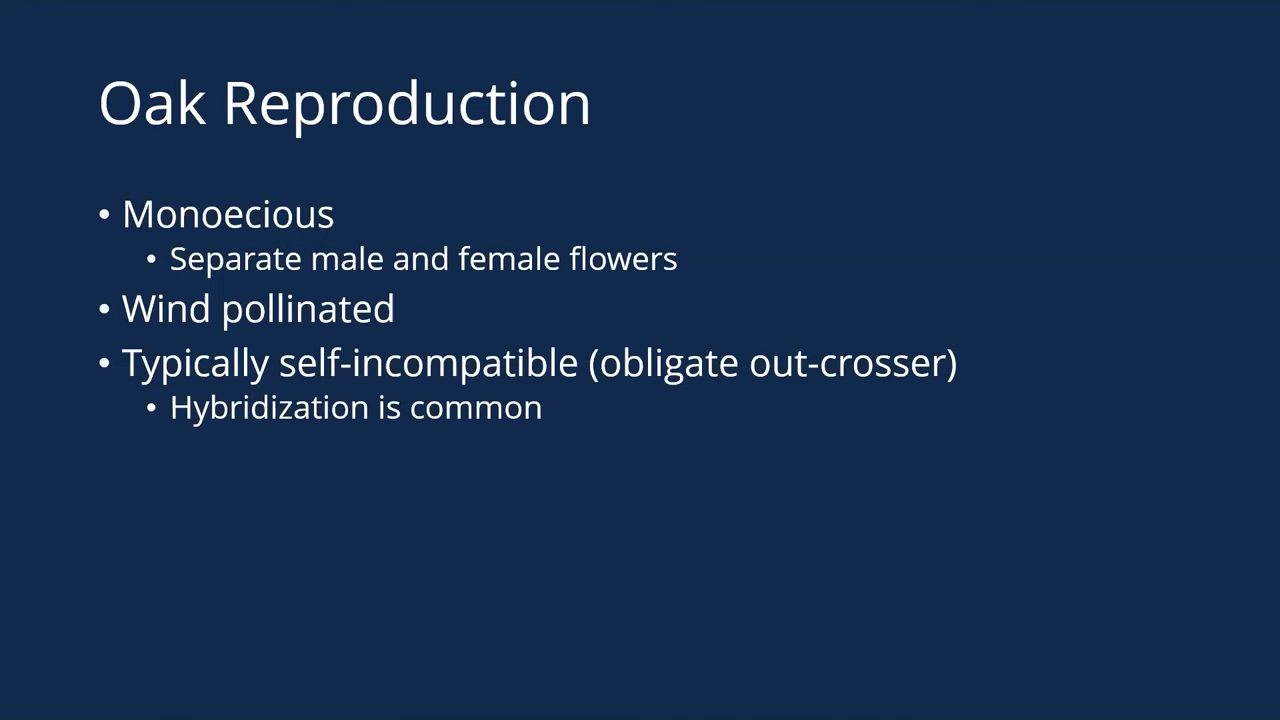 Oak Reproduction
• Monoecious
• Separate male and female flowers
• Wind pollinated
• Typically self-incompatible (obligate out-crosser)
• Hybridization is common